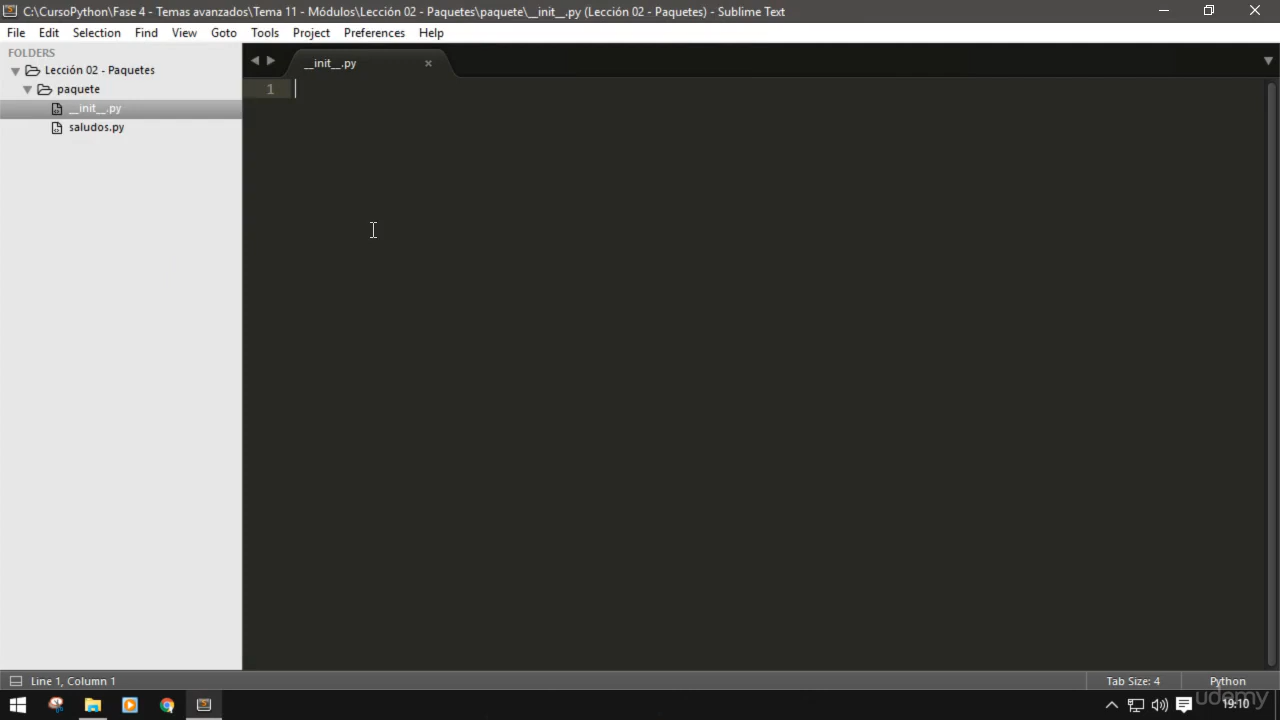 C:\CursoPython\Fase 4 - Temas avanzados\Tema 11 - Módulos\Lección 02 - Paquetes\paquete\__init__.py (Lección 02 - Paquetes) - Sublime Text
File Edit Selection Find View Goto Tools Project Preferences Help
FOLDERS
Lección 02 - Paquetes
paquete
__init__.py
saludos.py
__init__.py ×
1
Line 1, Column 1
Tab Size: 4
Python
19:10
udemy